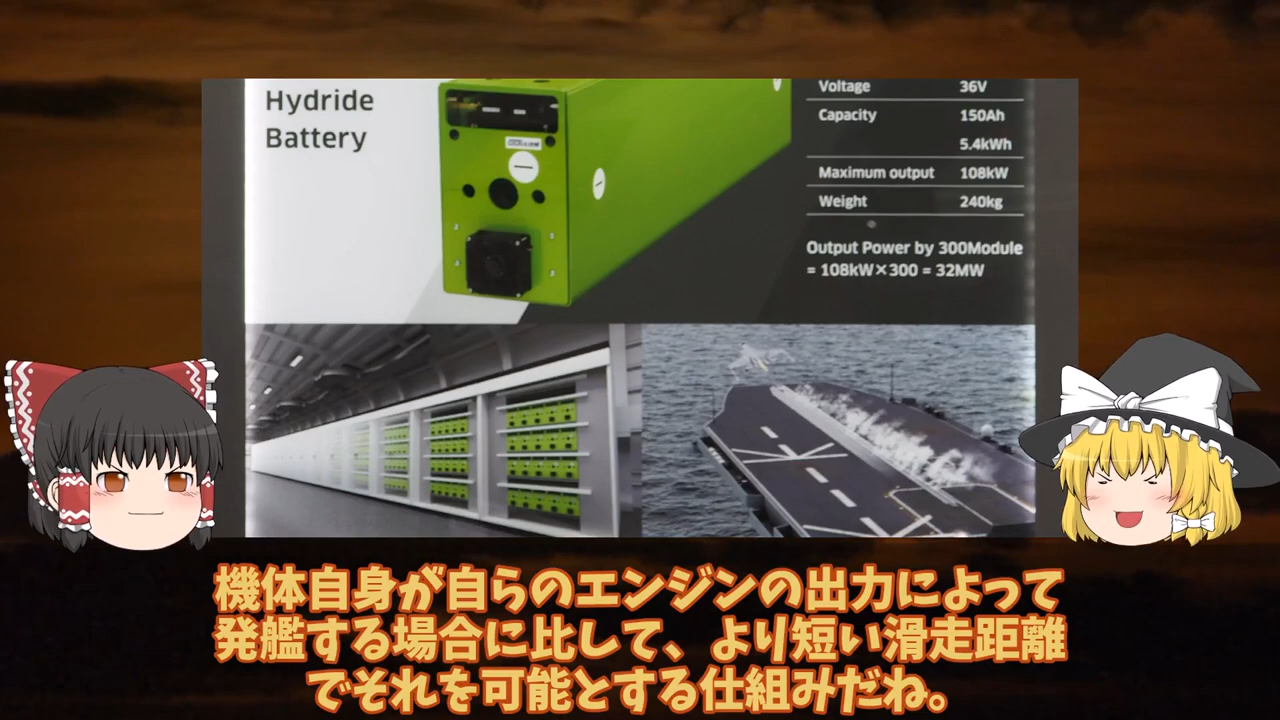 Hydride
Battery
Voltage 36V
Capacity 150Ah
5.4kWh
Maximum output 108kW
Weight 240kg
Output Power by 300Module
= 108kW×300 = 32MW
機体自身が自らのエンジンの出力によって
発艦する場合に比して、より短い滑走距離
でそれを可能とする仕組みだね。